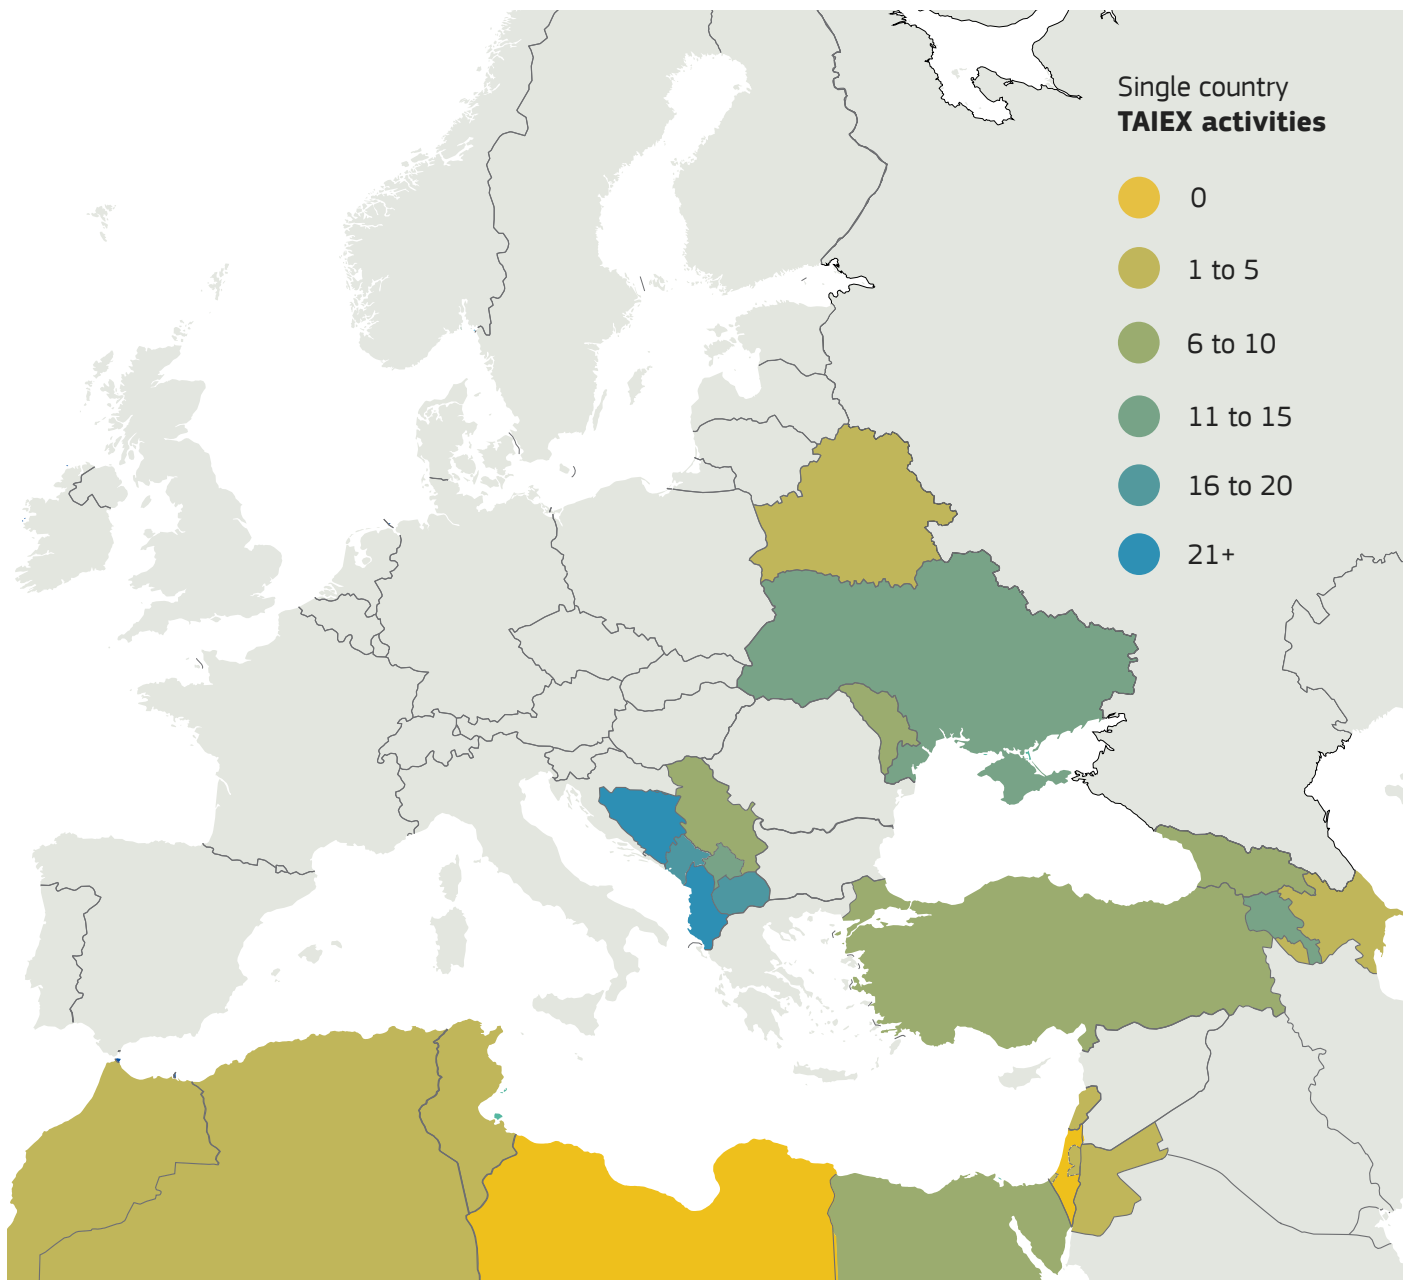 Single country
TAIEX activities
0
1 to 5
6 to 10
11 to 15
16 to 20
21+